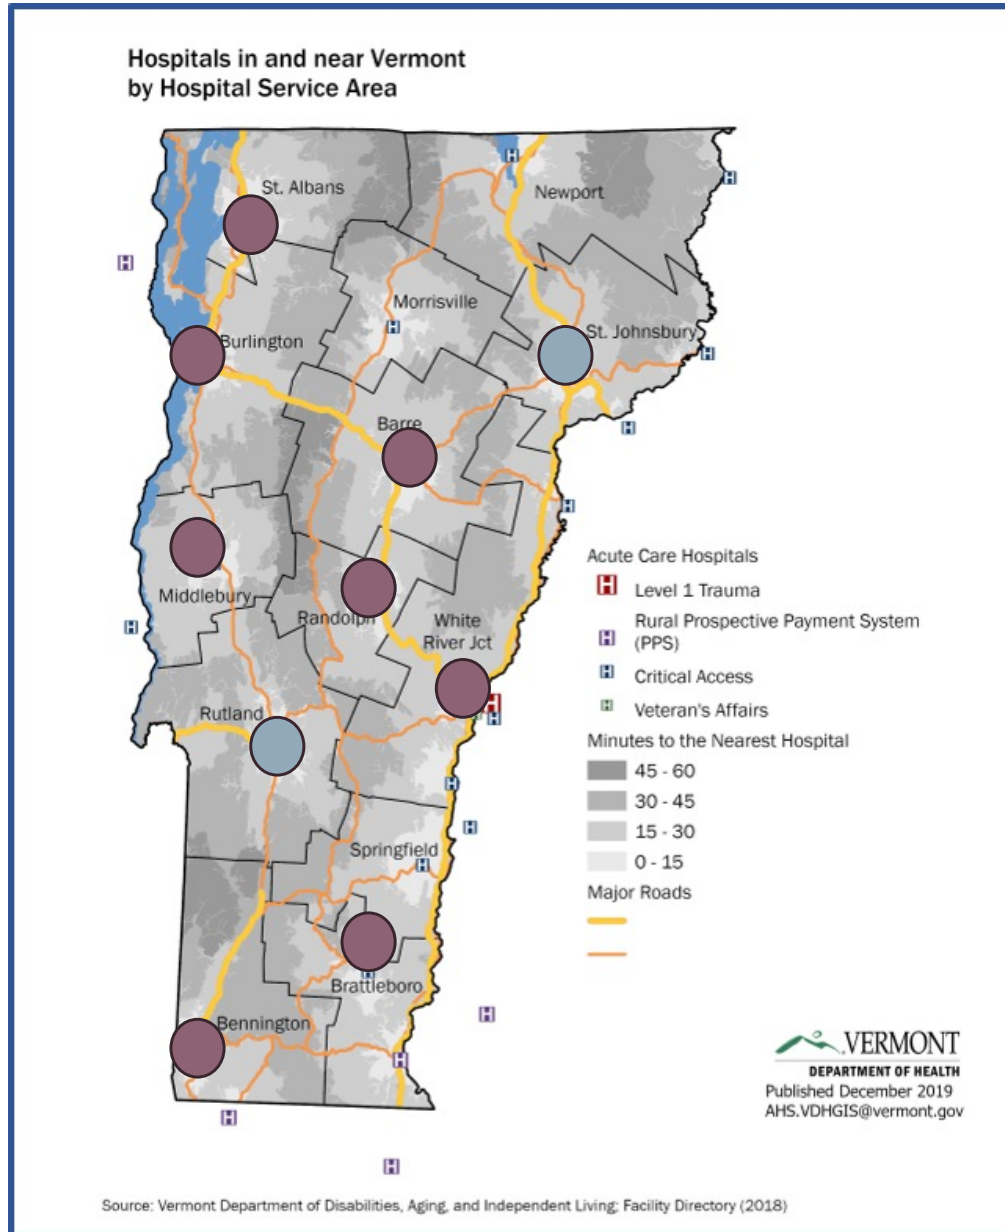 Hospitals in and near Vermont
by Hospital Service Area
St. Albans
Newport
Morrisville
Burlington
St. Johnsbury
Barre
Middlebury
Randolph
White
River Jct
Rutland
Springfield
Brattleboro
Bennington
Acute Care Hospitals
H Level 1 Trauma
H Rural Prospective Payment System
(PPS)
H Critical Access
H Veteran's Affairs
Minutes to the Nearest Hospital
45 - 60
30 - 45
15 - 30
0 - 15
Major Roads
VERMONT
DEPARTMENT OF HEALTH
Published December 2019
AHS.VDHGIS@vermont.gov
Source: Vermont Department of Disabilities, Aging, and Independent Living; Facility Directory (2018)